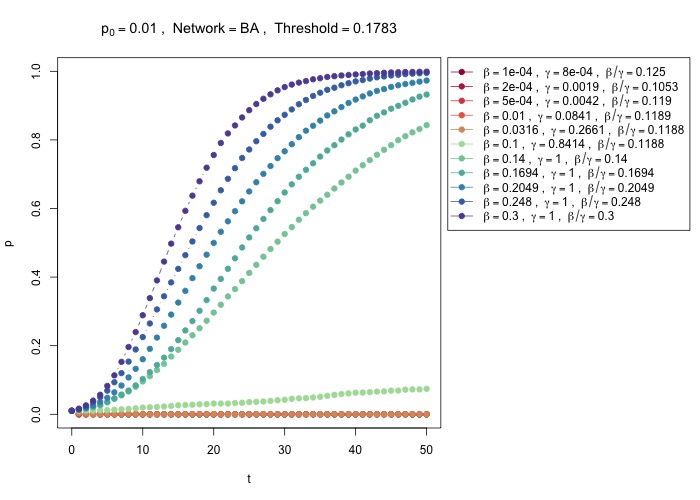 p₀ = 0.01 , Network = BA , Threshold = 0.1783
p
1.0
0.8
0.6
0.4
0.2
0.0
0 10 20 30 40 50
t
β = 1e-04 , γ = 8e-04 , β/γ = 0.125
β = 2e-04 , γ = 0.0019 , β/γ = 0.1053
β = 5e-04 , γ = 0.0042 , β/γ = 0.119
β = 0.01 , γ = 0.0841 , β/γ = 0.1189
β = 0.0316 , γ = 0.2661 , β/γ = 0.1188
β = 0.1 , γ = 0.8414 , β/γ = 0.1188
β = 0.14 , γ = 1 , β/γ = 0.14
β = 0.1694 , γ = 1 , β/γ = 0.1694
β = 0.2049 , γ = 1 , β/γ = 0.2049
β = 0.248 , γ = 1 , β/γ = 0.248
β = 0.3 , γ = 1 , β/γ = 0.3